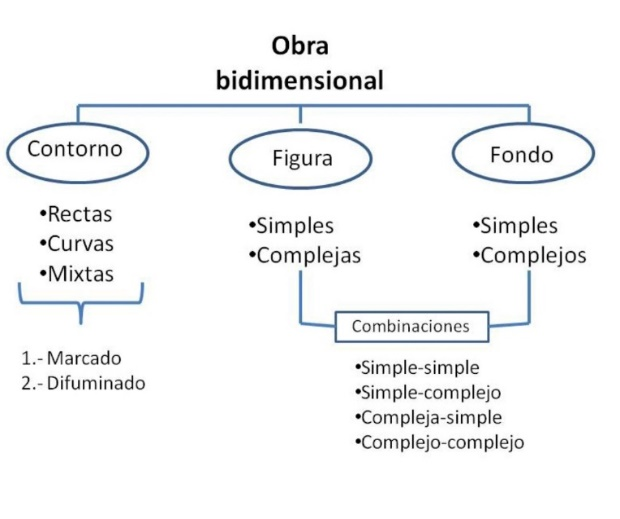 Obra
bidimensional
Contorno
Figura
Fondo
•Rectas
•Curvas
•Mixtas
•Simples
•Complejas
•Simples
•Complejos
1.- Marcado
2.- Difuminado
Combinaciones
•Simple-simple
•Simple-complejo
•Compleja-simple
•Complejo-complejo